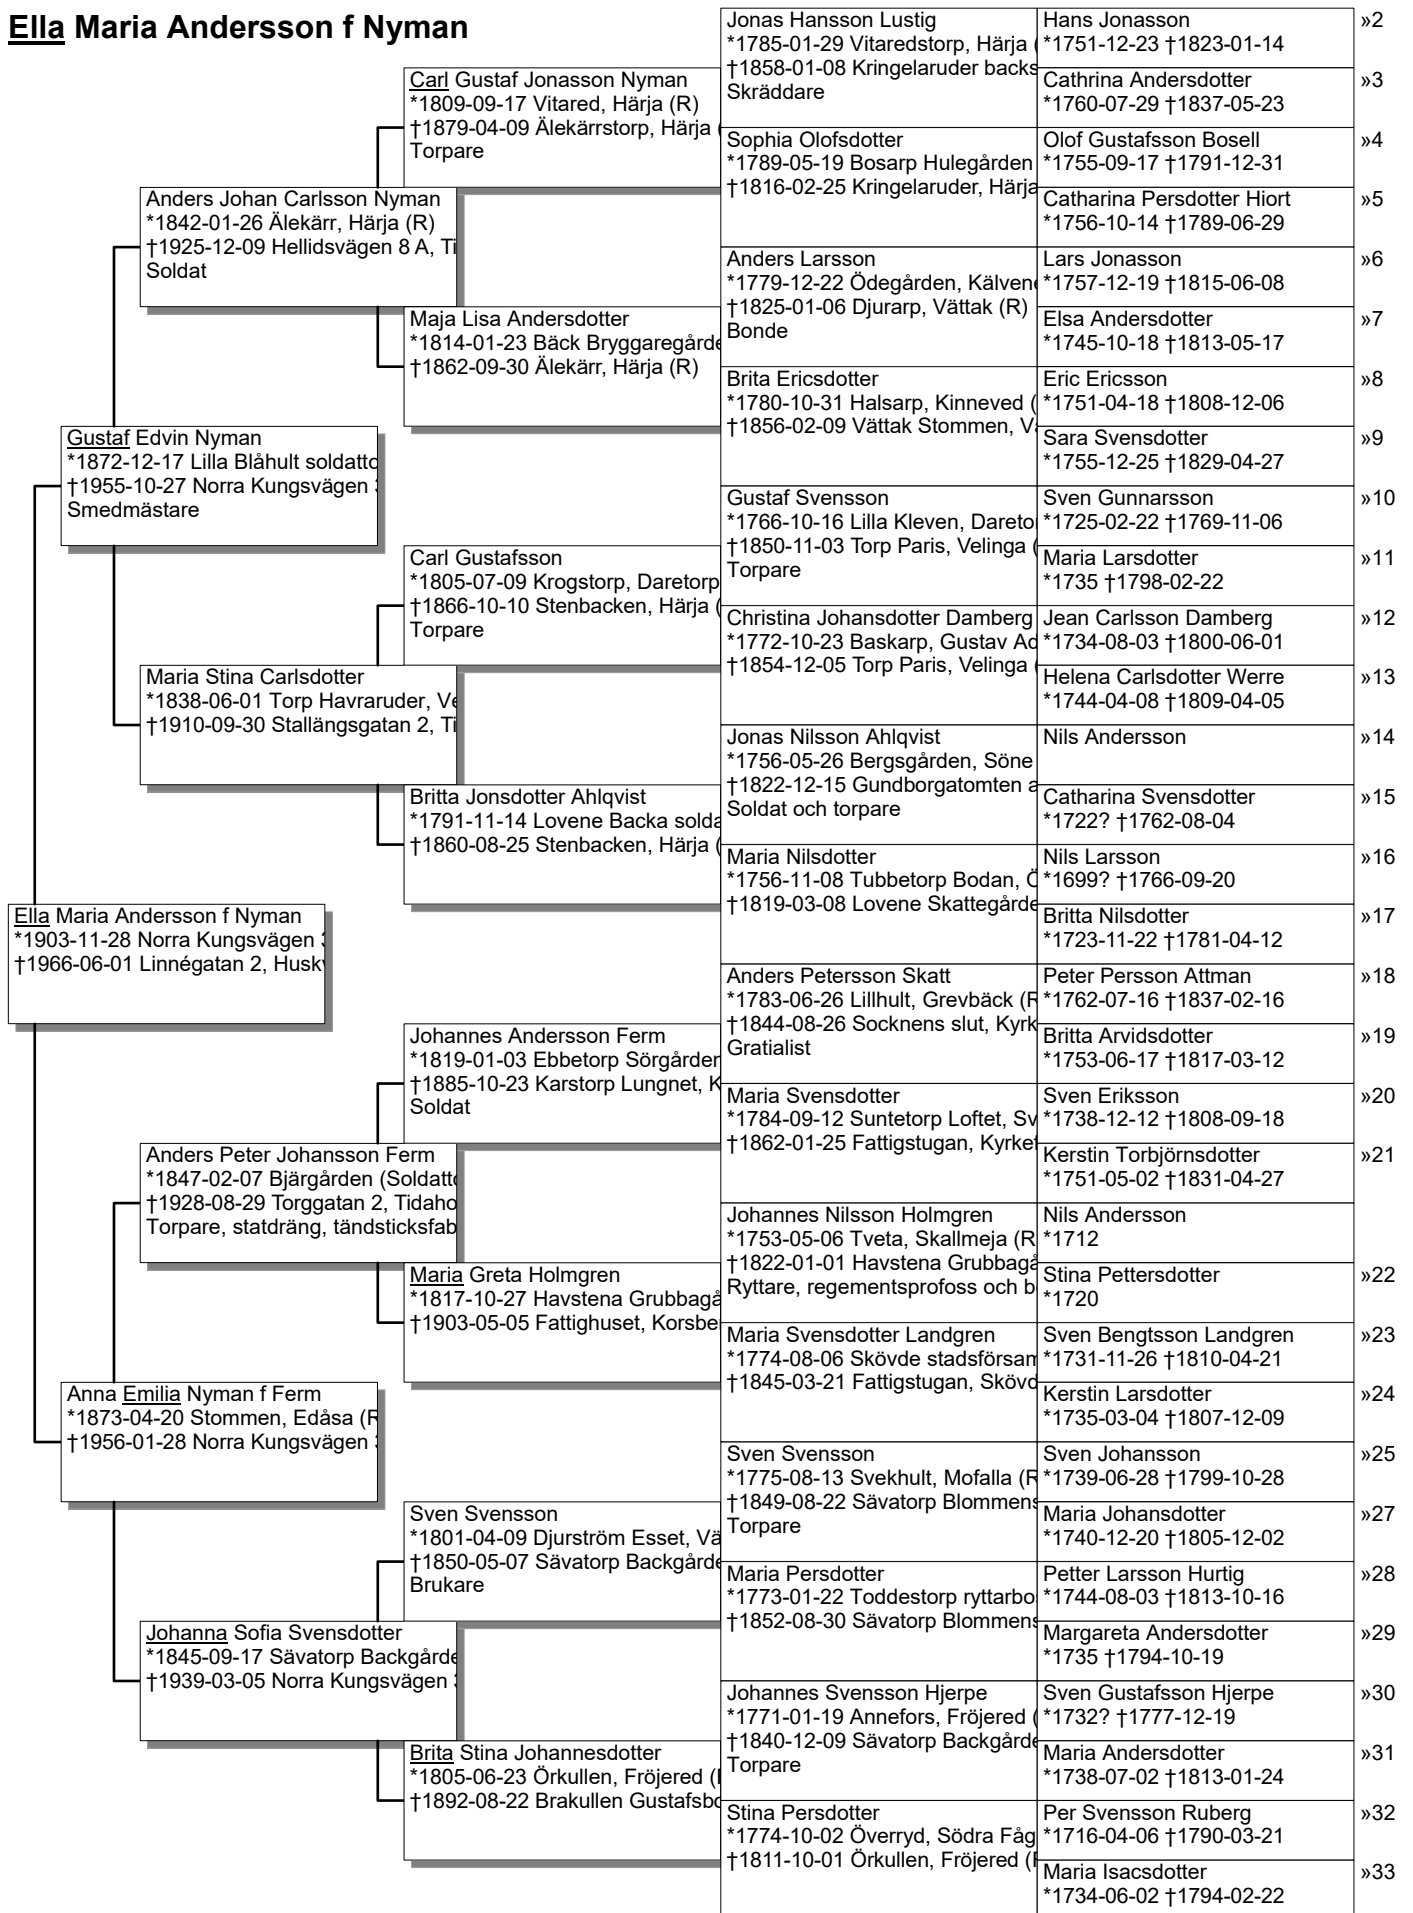 Ella Maria Andersson f Nyman
Ella Maria Andersson f Nyman
*1903-11-28 Norra Kungsvägen
†1966-06-01 Linnégatan 2,
Gustaf Edvin Nyman
*1872-12-17 Lilla Blåhult
†1955-10-27 Norra Kungsvägen
Smedmästare
Anna Emilia Nyman f Ferm
*1873-04-20 Stommen, Edåsa
†1956-01-28 Norra Kungsvägen
Anders Johan Carlsson Nyman
*1842-01-26 Älekärr, Härja (R)
†1925-12-09 Hellidsvägen 8 A, Ti
Soldat
Maria Stina Carlsdotter
*1838-06-01 Torp Havraruder, Ve
†1910-09-30 Stallängsgatan 2, Ti
Anders Peter Johansson Ferm
*1847-02-07 Bjärgården (Soldatto
†1928-08-29 Torggatan 2, Tidaho
Torpare, statdräng, tändsticksfab
Johanna Sofia Svensdotter
*1845-09-17 Sävatorp Backgårde
†1939-03-05 Norra Kungsvägen
Carl Gustaf Jonasson Nyman
*1809-09-17 Vitared, Härja (R)
†1879-04-09 Älekärrstorp, Härja (
Torpare
Maja Lisa Andersdotter
*1814-01-23 Bäck Bryggaregårde
†1862-09-30 Älekärr, Härja (R)
Carl Gustafsson
*1805-07-09 Krogstorp, Daretorp
†1866-10-10 Stenbacken, Härja (
Torpare
Britta Jonsdotter Ahlqvist
*1791-11-14 Lovene Backa solda
†1860-08-25 Stenbacken, Härja (
Johannes Andersson Ferm
*1819-01-03 Ebbetorp Sörgården
†1885-10-23 Karstorp Lungnet, K
Soldat
Maria Greta Holmgren
*1817-10-27 Havstena Grubbagå
†1903-05-05 Fattighuset, Korsbe
Sven Svensson
*1801-04-09 Djurström Esset, Vä
†1850-05-07 Sävatorp Backgårde
Brukare
Brita Stina Johannesdotter
*1805-06-23 Örkullen, Fröjered (
†1892-08-22 Brakullen Gustafsbo
Jonas Hansson Lustig
*1785-01-29 Vitaredstorp, Härja (
†1858-01-08 Kringelaruder backs
Skräddare
Sophia Olofsdotter
*1789-05-19 Bosarp Hulegården
†1816-02-25 Kringelaruder, Härja
Anders Larsson
*1779-12-22 Ödegården, Kälvene
†1825-01-06 Djurarp, Vättak (R)
Bonde
Brita Ericsdotter
*1780-10-31 Halsarp, Kinneved (
†1856-02-09 Vättak Stommen, Vä
Gustaf Svensson
*1766-10-16 Lilla Kleven, Daretor
†1850-11-03 Torp Paris, Velinga (
Torpare
Christina Johansdotter Damberg
*1772-10-23 Baskarp, Gustav Ad
†1854-12-05 Torp Paris, Velinga (
Jonas Nilsson Ahlqvist
*1756-05-26 Bergsgården, Söne
†1822-12-15 Gundborgatomten a
Soldat och torpare
Maria Nilsdotter
*1756-11-08 Tubbetorp Bodan, Ö
†1819-03-08 Lovene Skattegårde
Anders Petersson Skatt
*1783-06-26 Lillhult, Grevbäck (R
†1844-08-26 Socknens slut, Kyrk
Gratialist
Maria Svensdotter
*1784-09-12 Suntetorp Loftet, Sv
†1862-01-25 Fattigstugan, Kyrkef
Johannes Nilsson Holmgren
*1753-05-06 Tveta, Skallmeja (R
†1822-01-01 Havstena Grubbagå
Ryttare, regementsprofoss och b
Maria Svensdotter Landgren
*1774-08-06 Skövde stadsförsam
†1845-03-21 Fattigstugan, Skövd
Sven Svensson
*1775-08-13 Svekhult, Mofalla (R
†1849-08-22 Sävatorp Blommens
Torpare
Maria Persdotter
*1773-01-22 Toddestorp ryttarbos
†1852-08-30 Sävatorp Blommens
Johannes Svensson Hjerpe
*1771-01-19 Annefors, Fröjered (
†1840-12-09 Sävatorp Backgårde
Torpare
Stina Persdotter
*1774-10-02 Överryd, Södra Fåg
†1811-10-01 Örkullen, Fröjered (
Hans Jonasson »2
*1751-12-23 †1823-01-14
Cathrina Andersdotter »3
*1760-07-29 †1837-05-23
Olof Gustafsson Bosell »4
*1755-09-17 †1791-12-31
Catharina Persdotter Hiort »5
*1756-10-14 †1789-06-29
Lars Jonasson »6
*1757-12-19 †1815-06-08
Elsa Andersdotter »7
*1745-10-18 †1813-05-17
Eric Ericsson »8
*1751-04-18 †1808-12-06
Sara Svensdotter »9
*1755-12-25 †1829-04-27
Sven Gunnarsson »10
*1725-02-22 †1769-11-06
Maria Larsdotter »11
*1735 †1798-02-22
Jean Carlsson Damberg »12
*1734-08-03 †1800-06-01
Helena Carlsdotter Werre »13
*1744-04-08 †1809-04-05
Nils Andersson »14
Catharina Svensdotter »15
*1722? †1762-08-04
Nils Larsson »16
*1699? †1766-09-20
Britta Nilsdotter »17
*1723-11-22 †1781-04-12
Peter Persson Attman »18
*1762-07-16 †1837-02-16
Britta Arvidsdotter »19
*1753-06-17 †1817-03-12
Sven Eriksson »20
*1738-12-12 †1808-09-18
Kerstin Torbjörnsdotter »21
*1751-05-02 †1831-04-27
Nils Andersson
*1712
Stina Pettersdotter »22
*1720
Sven Bengtsson Landgren »23
*1731-11-26 †1810-04-21
Kerstin Larsdotter »24
*1735-03-04 †1807-12-09
Sven Johansson »25
*1739-06-28 †1799-10-28
Maria Johansdotter »27
*1740-12-20 †1805-12-02
Petter Larsson Hurtig »28
*1744-08-03 †1813-10-16
Margareta Andersdotter »29
*1735 †1794-10-19
Sven Gustafsson Hjerpe »30
*1732? †1777-12-19
Maria Andersdotter »31
*1738-07-02 †1813-01-24
Per Svensson Ruberg »32
*1716-04-06 †1790-03-21
Maria Isacsdotter »33
*1734-06-02 †1794-02-22